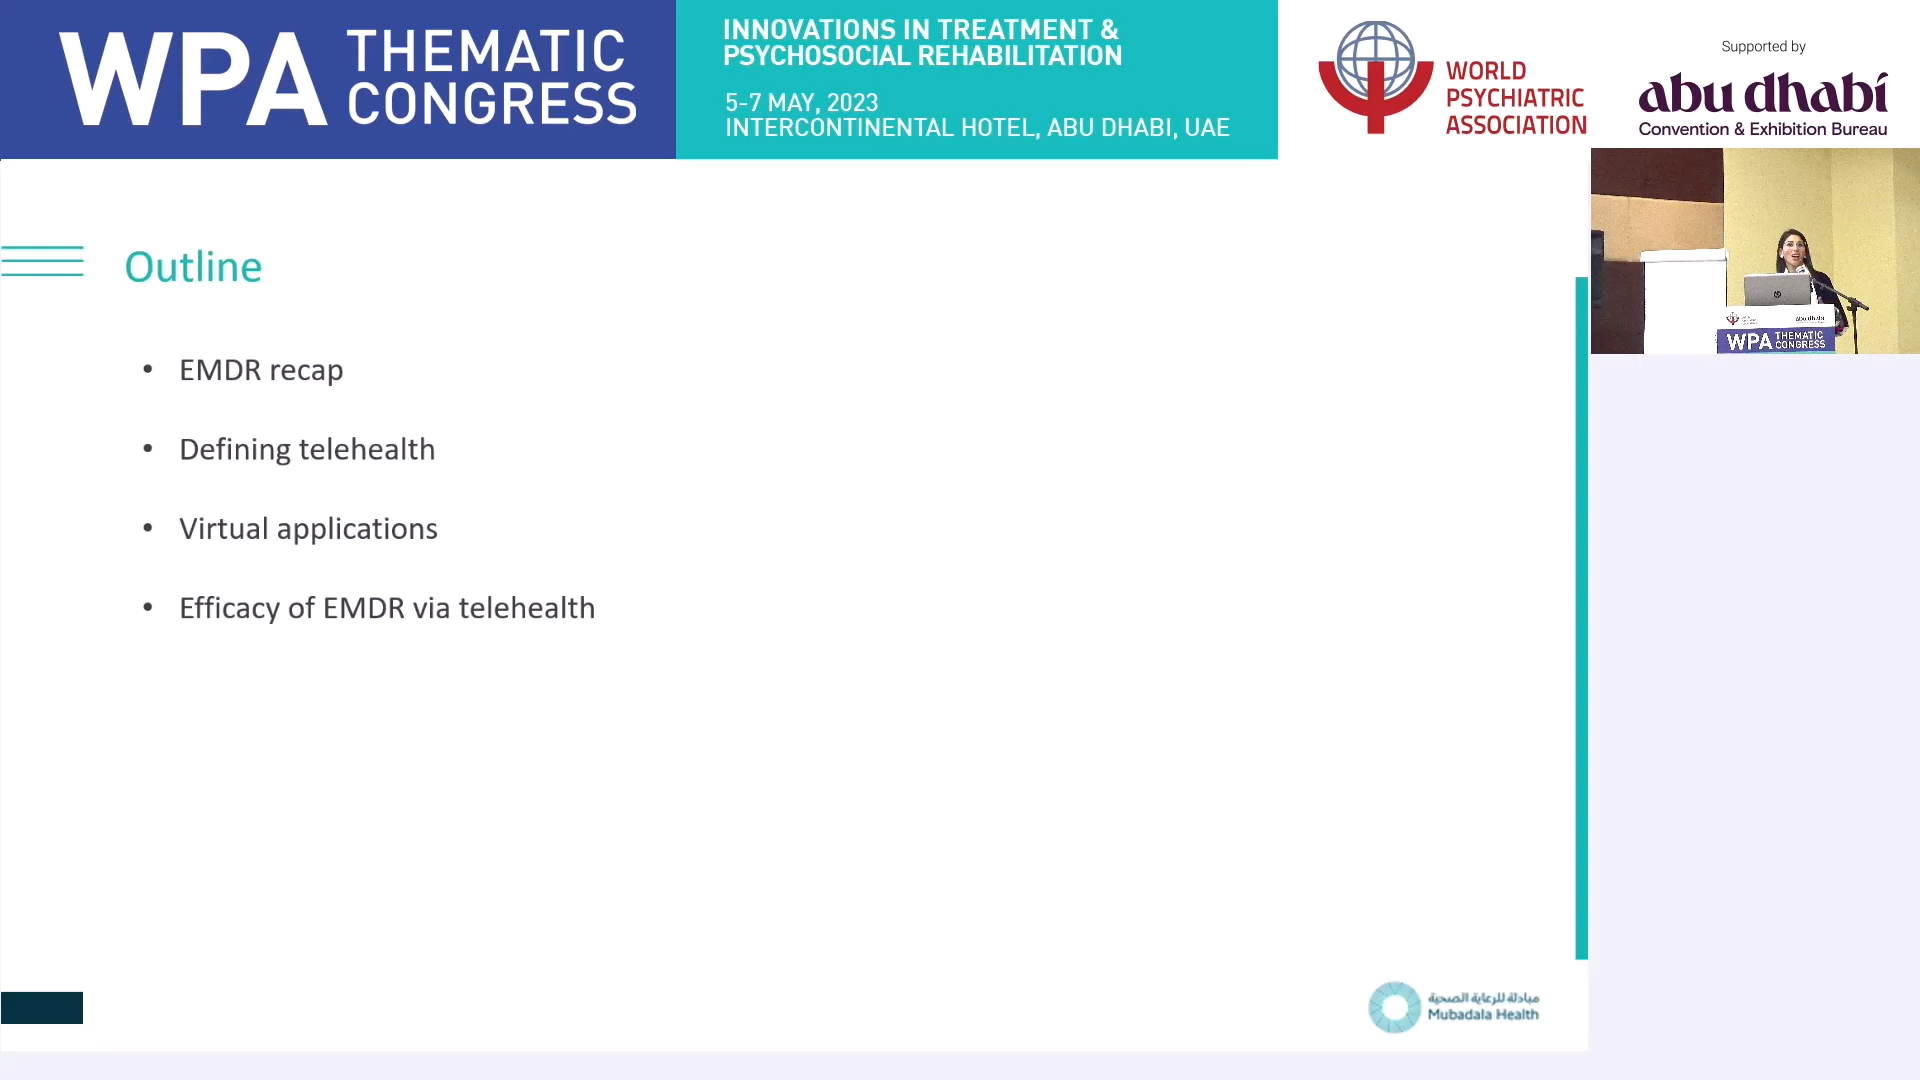 WPA THEMATIC CONGRESS
INNOVATIONS IN TREATMENT &
PSYCHOSOCIAL REHABILITATION
5-7 MAY, 2023
INTERCONTINENTAL HOTEL, ABU DHABI, UAE
WORLD
PSYCHIATRIC
ASSOCIATION
Supported by
abu dhabi
Convention & Exhibition Bureau
Outline
• EMDR recap
• Defining telehealth
• Virtual applications
• Efficacy of EMDR via telehealth
WPA THEMATIC CONGRESS
abu dhabi
مبادلة للرعاية الصحية
Mubadala Health